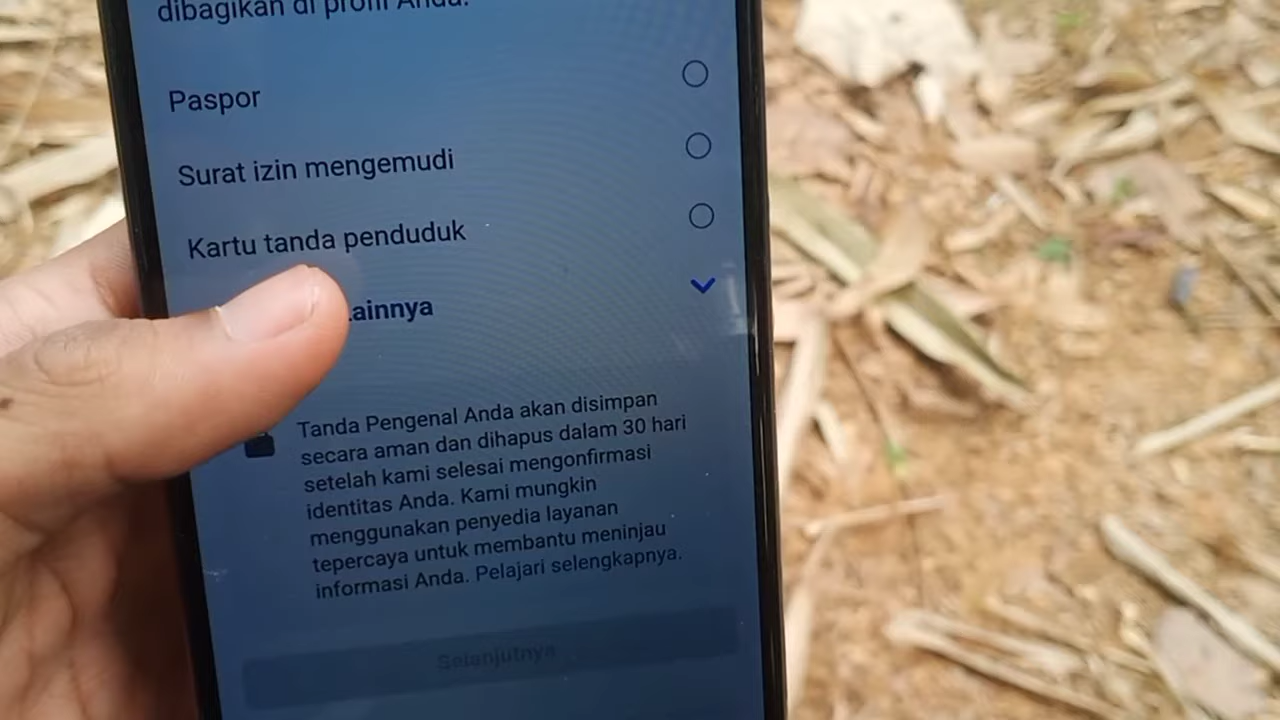 dibagikan di profil Anda.
Paspor
Surat izin mengemudi
Kartu tanda penduduk
Lainnya
Tanda Pengenal Anda akan disimpan
secara aman dan dihapus dalam 30 hari
setelah kami selesai mengonfirmasi
identitas Anda. Kami mungkin
menggunakan penyedia layanan
tepercaya untuk membantu meninjau
informasi Anda. Pelajari selengkapnya.
Selanjutnya